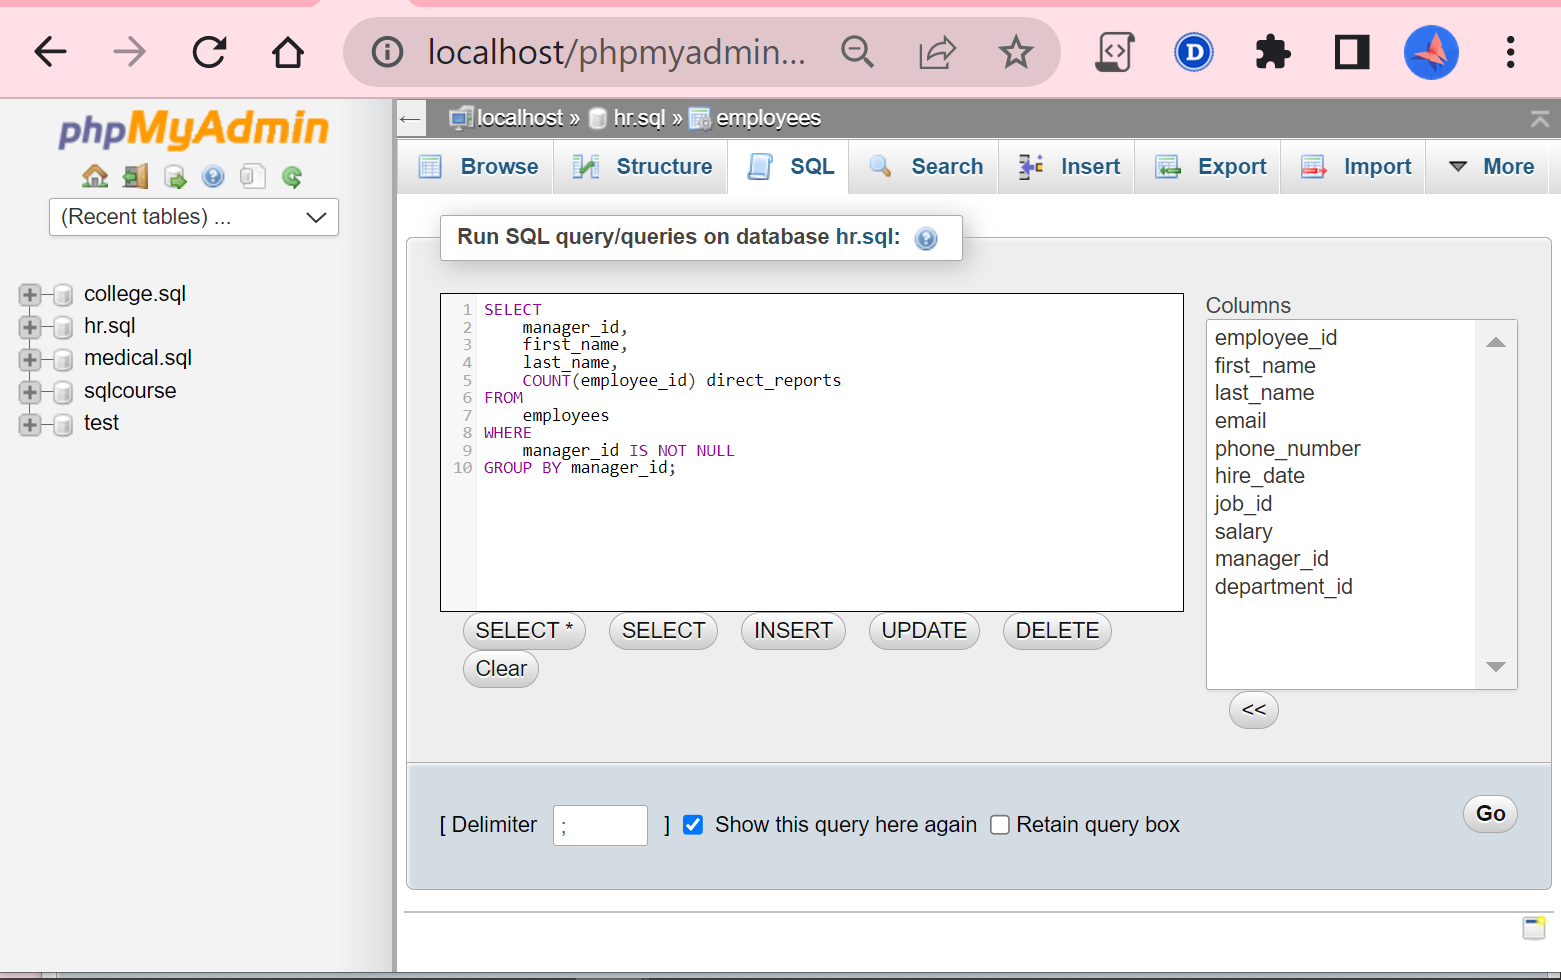 localhost/phpmyadmin...
D
phpMyAdmin
(Recent tables) ...
college.sql
hr.sql
medical.sql
sqlcourse
test
localhost » hr.sql » employees
Browse Structure SQL Search Insert Export Import More
Run SQL query/queries on database hr.sql:
1 SELECT
2 manager_id,
3 first_name,
4 last_name,
5 COUNT(employee_id) direct_reports
6 FROM
7 employees
8 WHERE
9 manager_id IS NOT NULL
10 GROUP BY manager_id;
Columns
employee_id
first_name
last_name
email
phone_number
hire_date
job_id
salary
manager_id
department_id
SELECT * SELECT INSERT UPDATE DELETE
Clear
<<
[ Delimiter ; ] Show this query here again Retain query box Go